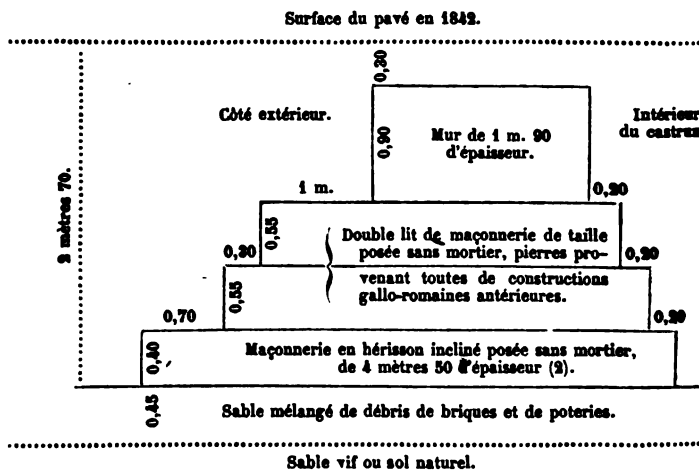 Surface du pavé en 1842.
0,30
Côté extérieur.
Intérieur
du castrum
2 mètres 70.
0,90
Mur de 1 m. 90
d'épaisseur.
1 m.
0,20
0,55
Double lit de maçonnerie de taille
posée sans mortier, pierres pro-
venant toutes de constructions
gallo-romaines antérieures.
0,30
0,20
0,55
0,70
0,20
0,40
Maçonnerie en hérisson incliné posée sans mortier,
de 4 mètres 50 d'épaisseur (2).
0,45
Sable mélangé de débris de briques et de poteries.
Sable vif ou sol naturel.